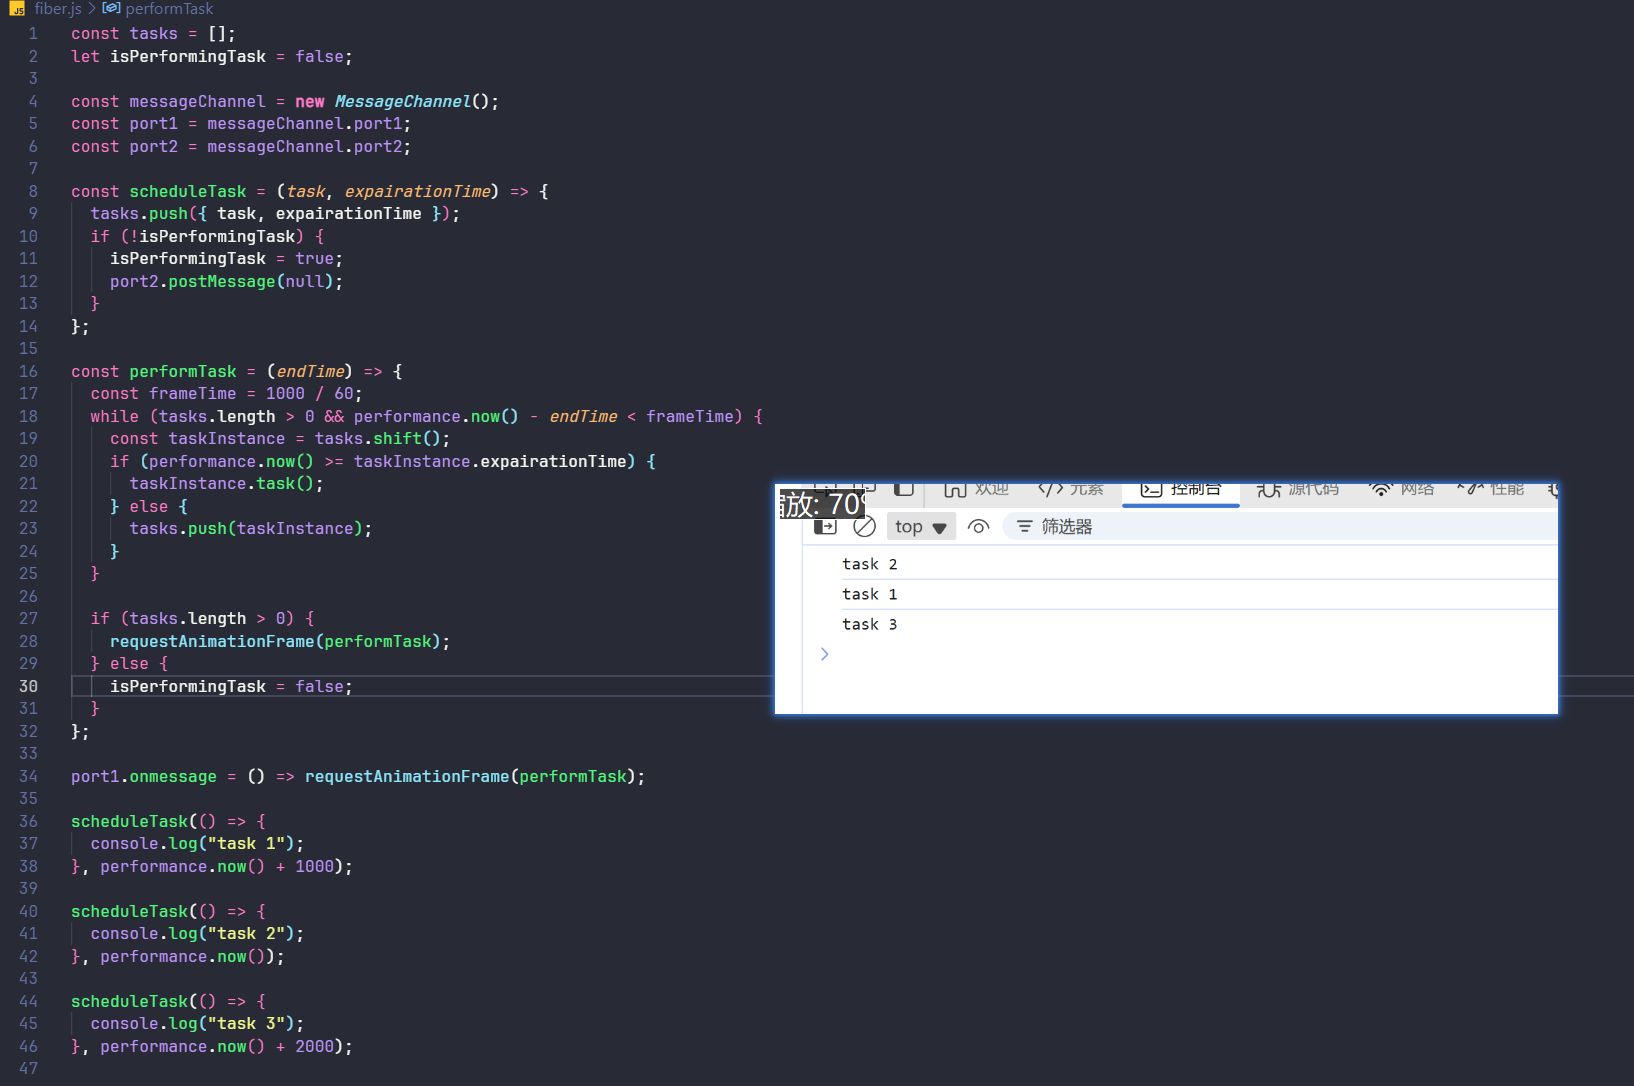 JS fiber.js > performTask
1 const tasks = [];
2 let isPerformingTask = false;
3
4 const messageChannel = new MessageChannel();
5 const port1 = messageChannel.port1;
6 const port2 = messageChannel.port2;
7
8 const scheduleTask = (task, expairationTime) => {
9 tasks.push({ task, expairationTime });
10 if (!isPerformingTask) {
11 isPerformingTask = true;
12 port2.postMessage(null);
13 }
14 };
15
16 const performTask = (endTime) => {
17 const frameTime = 1000 / 60;
18 while (tasks.length > 0 && performance.now() - endTime < frameTime) {
19 const taskInstance = tasks.shift();
20 if (performance.now() >= taskInstance.expairationTime) {
21 taskInstance.task();
22 } else {
23 tasks.push(taskInstance);
24 }
25 }
26
27 if (tasks.length > 0) {
28 requestAnimationFrame(performTask);
29 } else {
30 isPerformingTask = false;
31 }
32 };
33
34 port1.onmessage = () => requestAnimationFrame(performTask);
35
36 scheduleTask(() => {
37 console.log("task 1");
38 }, performance.now() + 1000);
39
40 scheduleTask(() => {
41 console.log("task 2");
42 }, performance.now());
43
44 scheduleTask(() => {
45 console.log("task 3");
46 }, performance.now() + 2000);
47
欢迎 </> 元素 控制台 源代码 网络 性能
缩放: 70%
top 筛选器
task 2
task 1
task 3
>